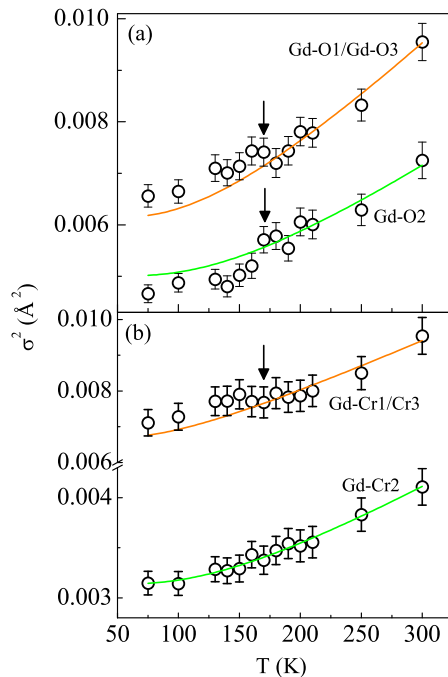 0.010
(a)
Gd-O1/Gd-O3
0.008
Gd-O2
0.006
σ² (Å²)
0.010
(b)
Gd-Cr1/Cr3
0.008
0.006
Gd-Cr2
0.004
0.003
50 100 150 200 250 300
T (K)